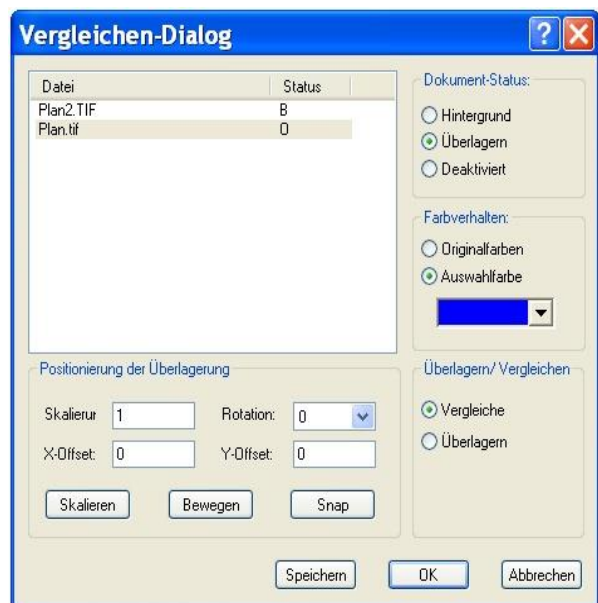 Vergleichen-Dialog
Datei Status
Plan2.TIF B
Plan.tif O
Dokument-Status:
Hintergrund
Überlagern
Deaktiviert
Farbverhalten:
Originalfarben
Auswahlfarbe
Positionierung der Überlagerung
Skalierur 1 Rotation: 0
X-Offset: 0 Y-Offset: 0
Skalieren Bewegen Snap
Überlagern/ Vergleichen
Vergleiche
Überlagern
Speichern OK Abbrechen